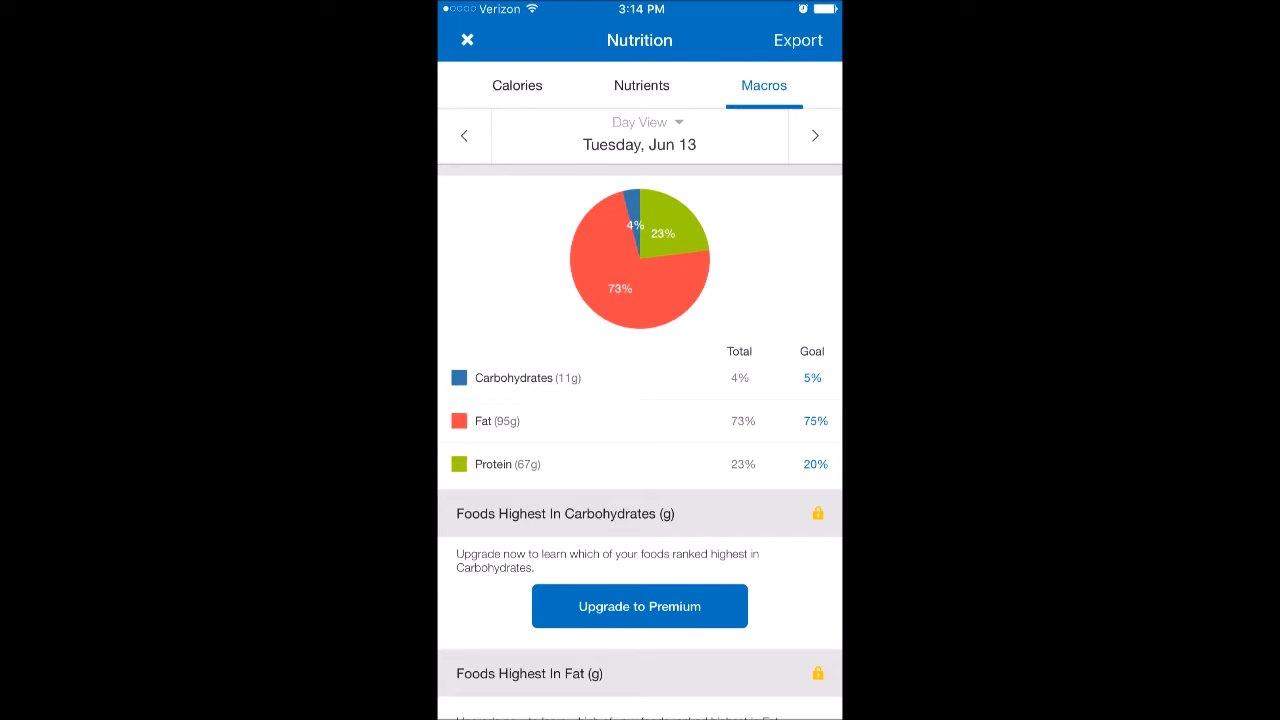 Verizon 3:14 PM
Nutrition Export
Calories Nutrients Macros
Day View
Tuesday, Jun 13
4%
23%
73%
Total Goal
Carbohydrates (11g) 4% 5%
Fat (95g) 73% 75%
Protein (67g) 23% 20%
Foods Highest In Carbohydrates (g)
Upgrade now to learn which of your foods ranked highest in
Carbohydrates.
Upgrade to Premium
Foods Highest In Fat (g)